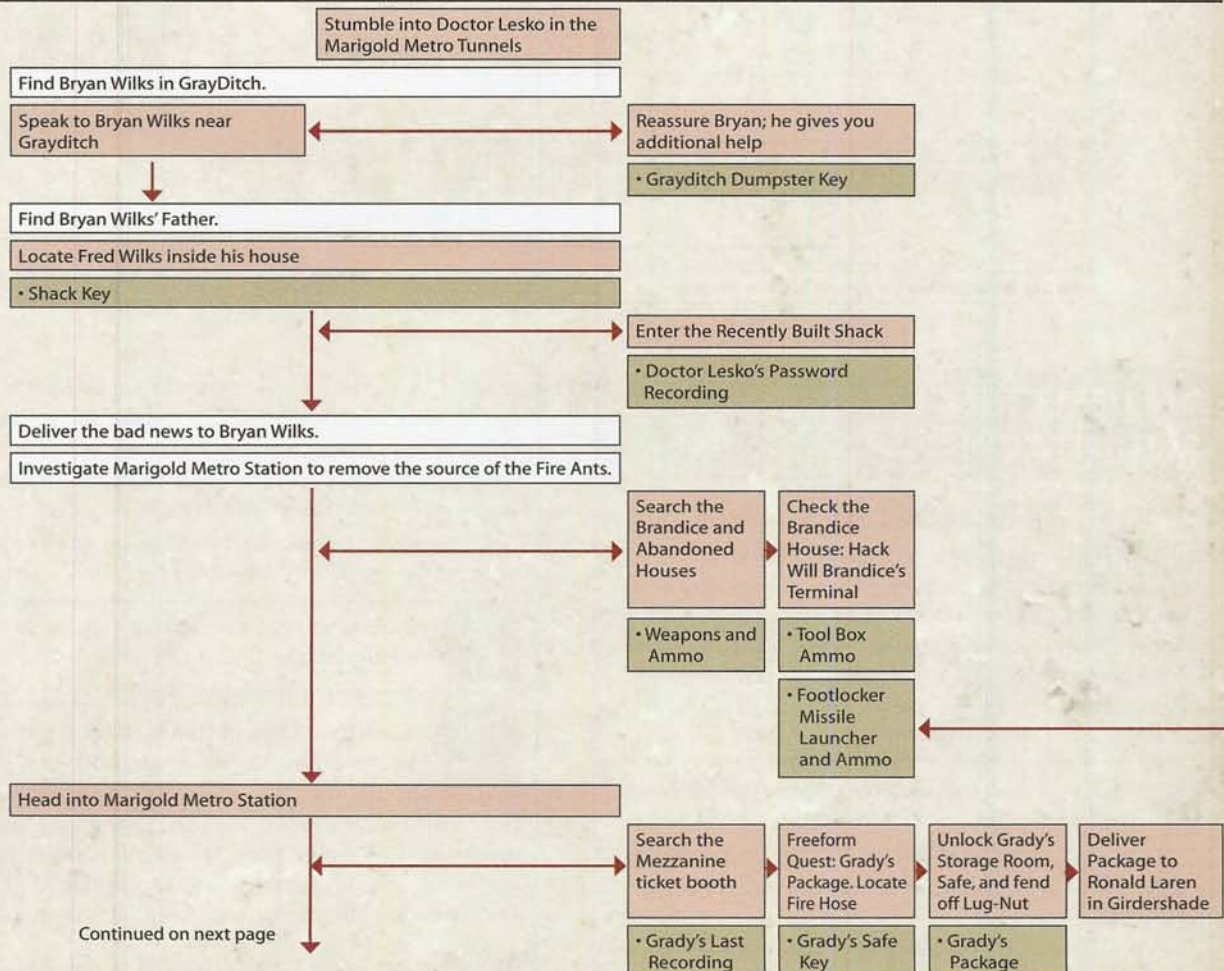 Stumble into Doctor Lesko in the
Marigold Metro Tunnels
Find Bryan Wilks in GrayDitch.
Speak to Bryan Wilks near
Grayditch
Reassure Bryan; he gives you
additional help
• Grayditch Dumpster Key
Find Bryan Wilks' Father.
Locate Fred Wilks inside his house
• Shack Key
Enter the Recently Built Shack
• Doctor Lesko's Password
Recording
Deliver the bad news to Bryan Wilks.
Investigate Marigold Metro Station to remove the source of the Fire Ants.
Search the
Brandice and
Abandoned
Houses
• Weapons and
Ammo
Check the
Brandice
House: Hack
Will Brandice's
Terminal
• Tool Box
Ammo
• Footlocker
Missile
Launcher
and Ammo
Head into Marigold Metro Station
Search the
Mezzanine
ticket booth
• Grady's Last
Recording
Freeform
Quest: Grady's
Package. Locate
Fire Hose
• Grady's Safe
Key
Unlock Grady's
Storage Room,
Safe, and fend
off Lug-Nut
• Grady's
Package
Deliver
Package to
Ronald Laren
in Girdershade
Continued on next page